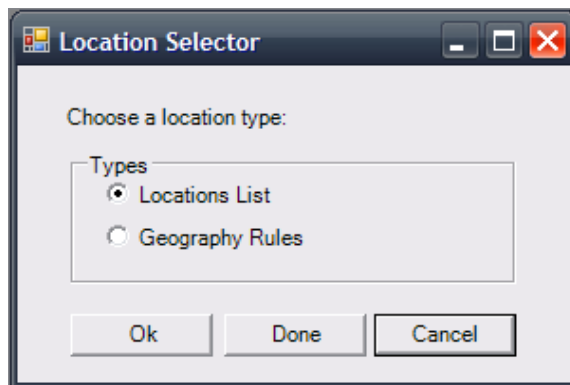 Location Selector
Choose a location type:
Types
Locations List
Geography Rules
Ok Done Cancel